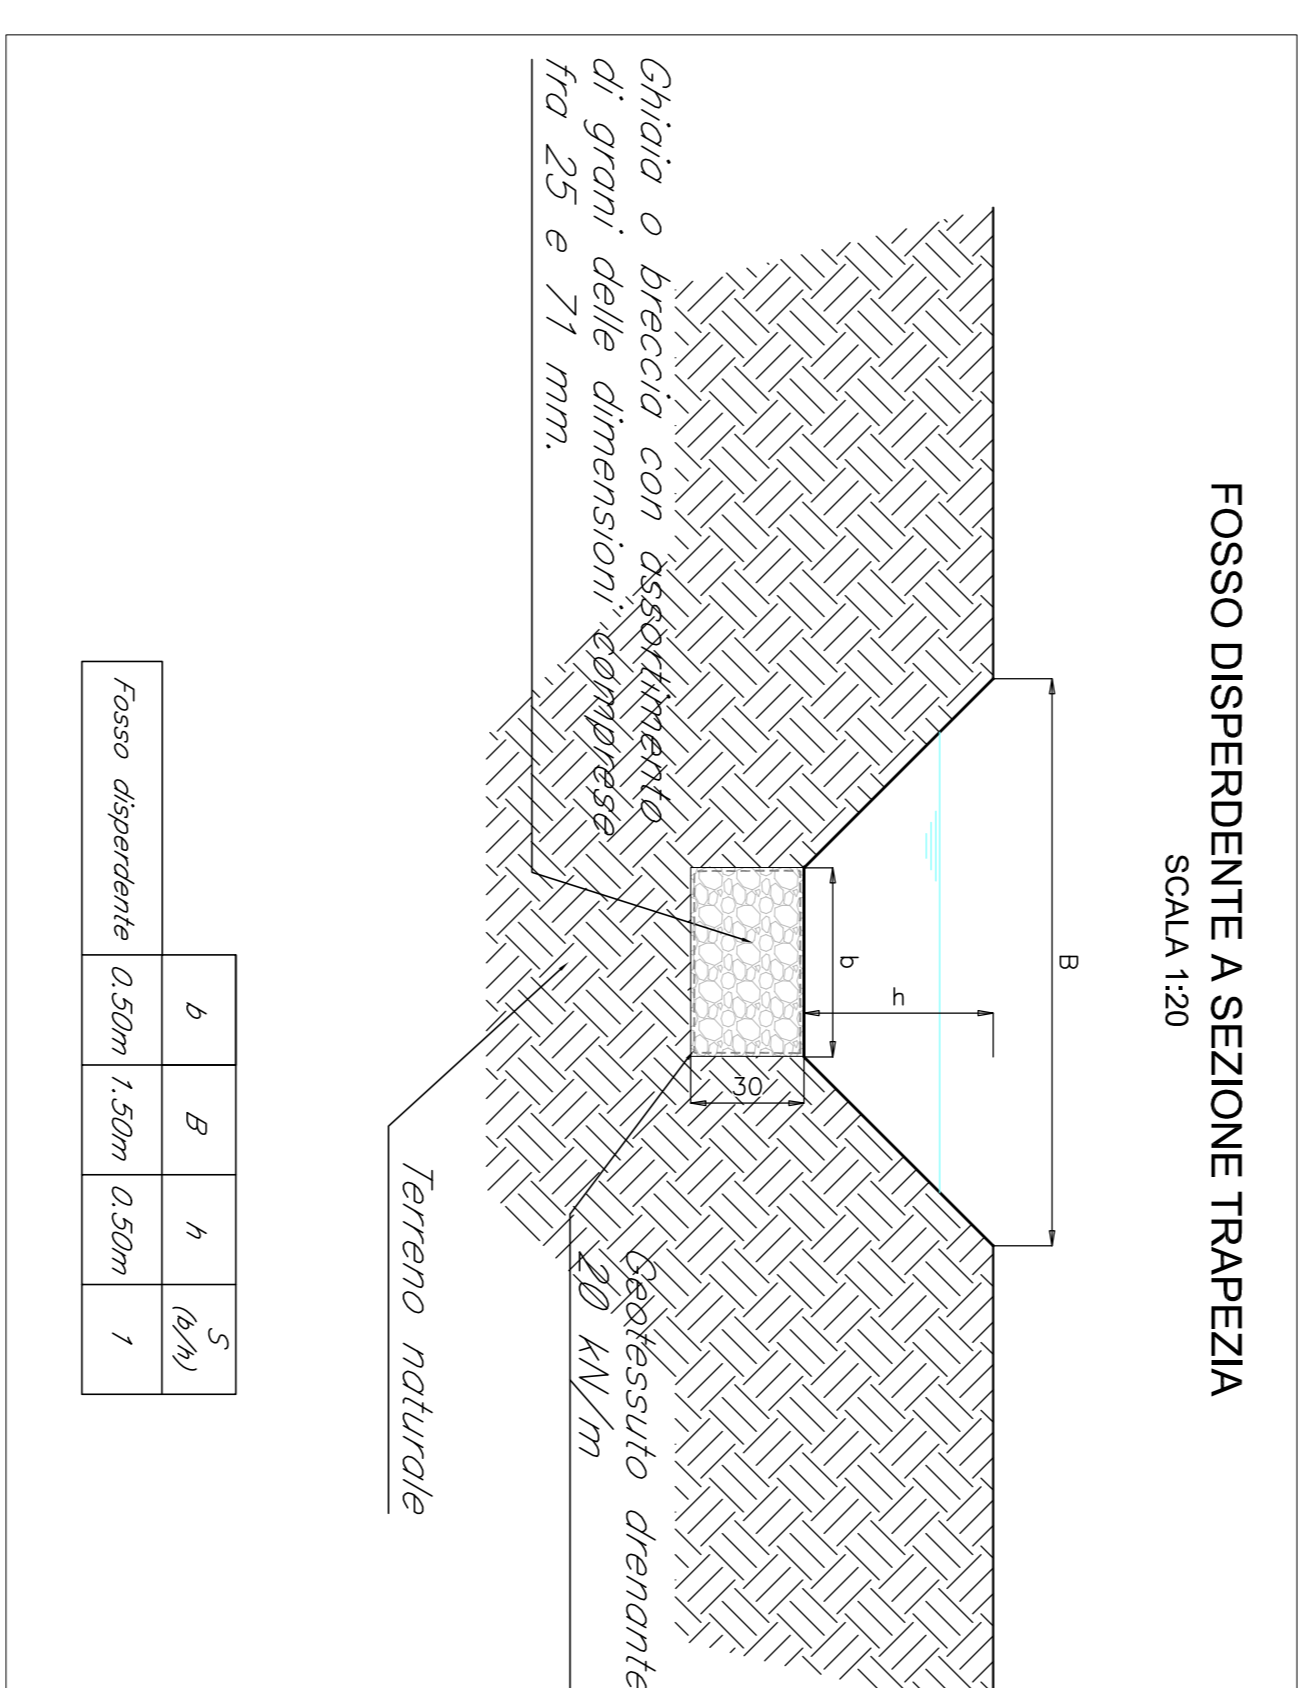 FOSSO DISPERDENTE A SEZIONE TRAPEZIA
SCALA 1:20
B
h
b
30
Ghiaia o breccia con assortimento
di grani delle dimensioni comprese
fra 25 e 71 mm.
Geotessuto drenante
20 kN/m
Terreno naturale
b B h S
(b/h)
Fosso disperdente 0.50m 1.50m 0.50m 1